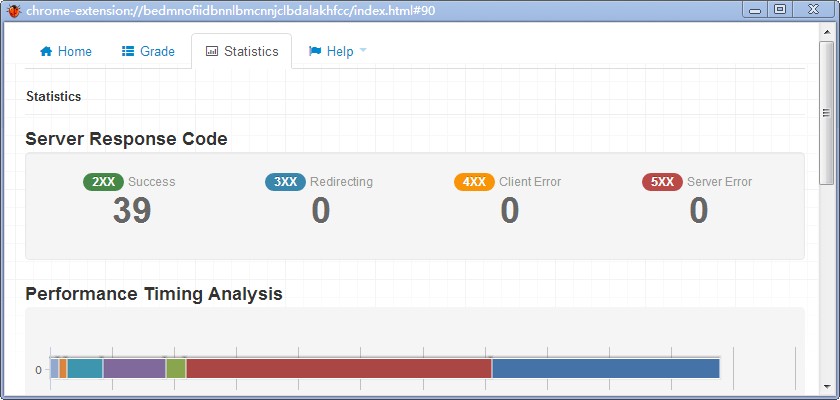 chrome-extension://bedmnofiidbnnlbmcnnjclbdalakhfcc/index.html#90
Home Grade Statistics Help
Statistics
Server Response Code
2XX Success 3XX Redirecting 4XX Client Error 5XX Server Error
39 0 0 0
Performance Timing Analysis
0